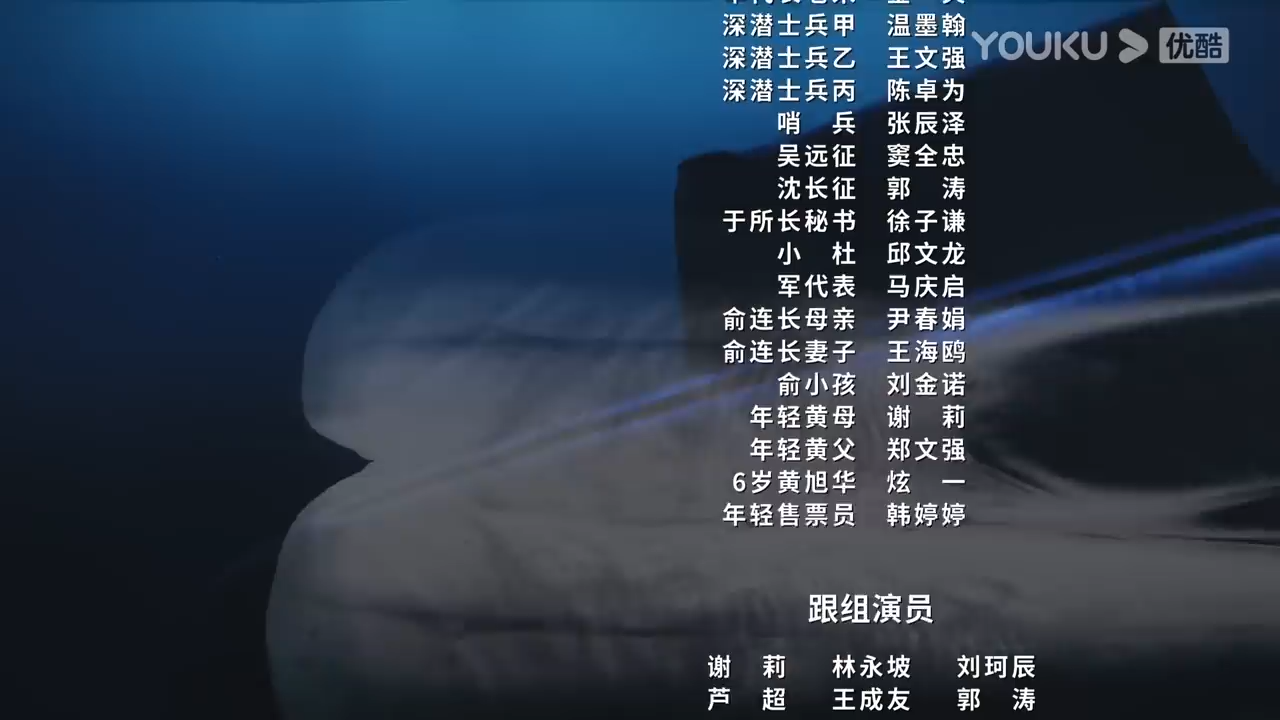 深潜士兵甲 温墨翰
YOUKU 优酷
深潜士兵乙 王文强
深潜士兵丙 陈卓为
哨 兵 张辰泽
吴远征 窦全忠
沈长征 郭 涛
于所长秘书 徐子谦
小 杜 邱文龙
军代表 马庆启
俞连长母亲 尹春娟
俞连长妻子 王海鸥
俞小孩 刘金诺
年轻黄母 谢 莉
年轻黄父 郑文强
6岁黄旭华 炫 一
年轻售票员 韩婷婷
跟组演员
谢 莉 林永坡 刘珂辰
芦 超 王成友 郭 涛